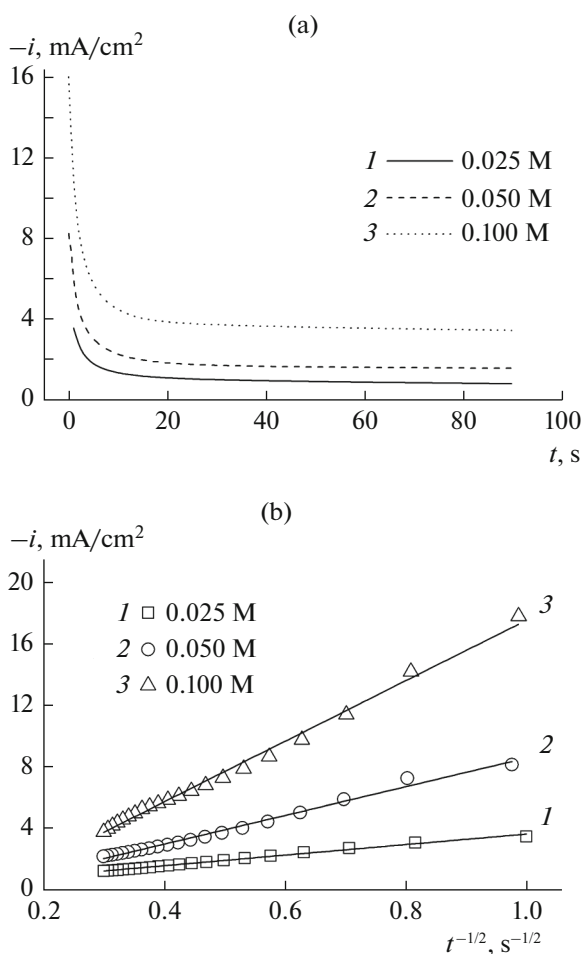 (a)
–i, mA/cm²
16
12
8
4
0
1 0.025 M
2 0.050 M
3 0.100 M
0 20 40 60 80 100
t, s
(b)
–i, mA/cm²
20
16
12
8
4
0
1 0.025 M
2 0.050 M
3 0.100 M
3
2
1
0.2 0.4 0.6 0.8 1.0
t⁻¹/², s⁻¹/²